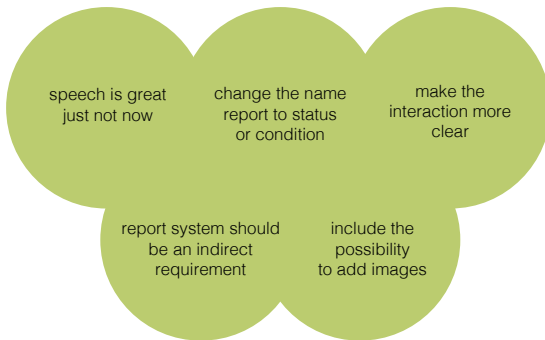 speech is great
just not now
change the name
report to status
or condition
make the
interaction more
clear
report system should
be an indirect
requirement
include the
possibility
to add images